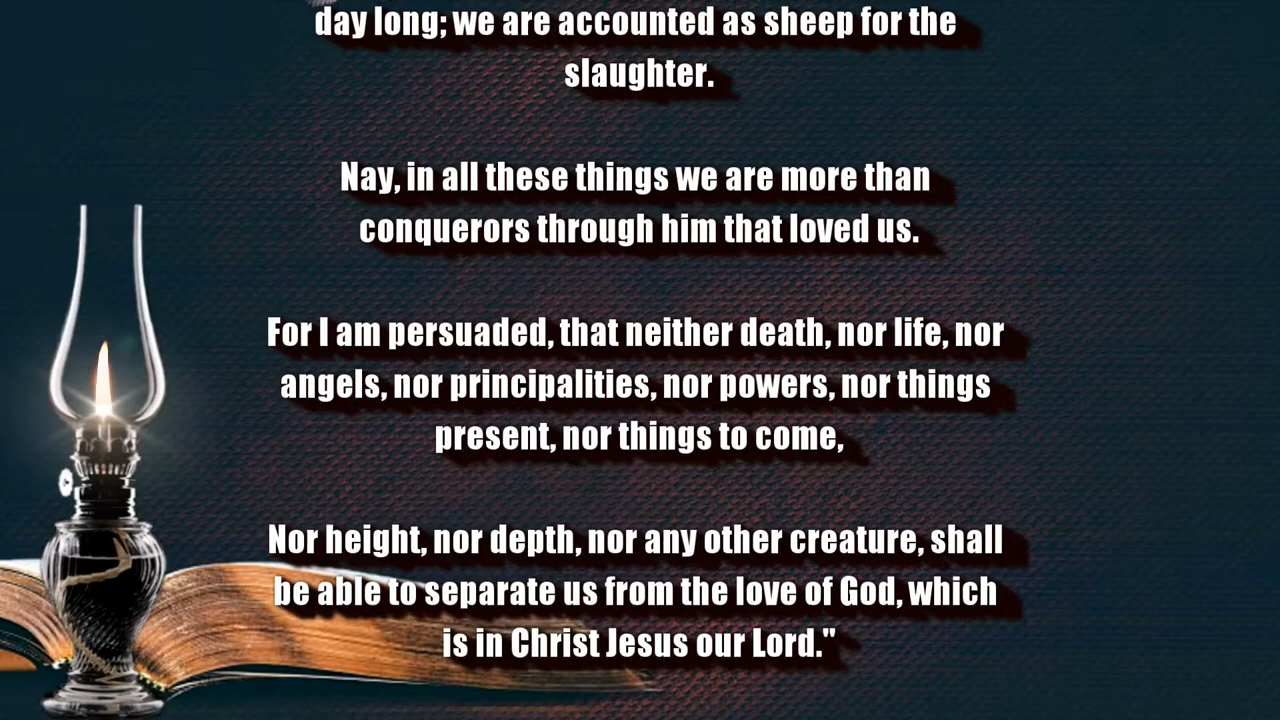 day long; we are accounted as sheep for the
slaughter.
Nay, in all these things we are more than
conquerors through him that loved us.
For I am persuaded, that neither death, nor life, nor
angels, nor principalities, nor powers, nor things
present, nor things to come,
Nor height, nor depth, nor any other creature, shall
be able to separate us from the love of God, which
is in Christ Jesus our Lord."